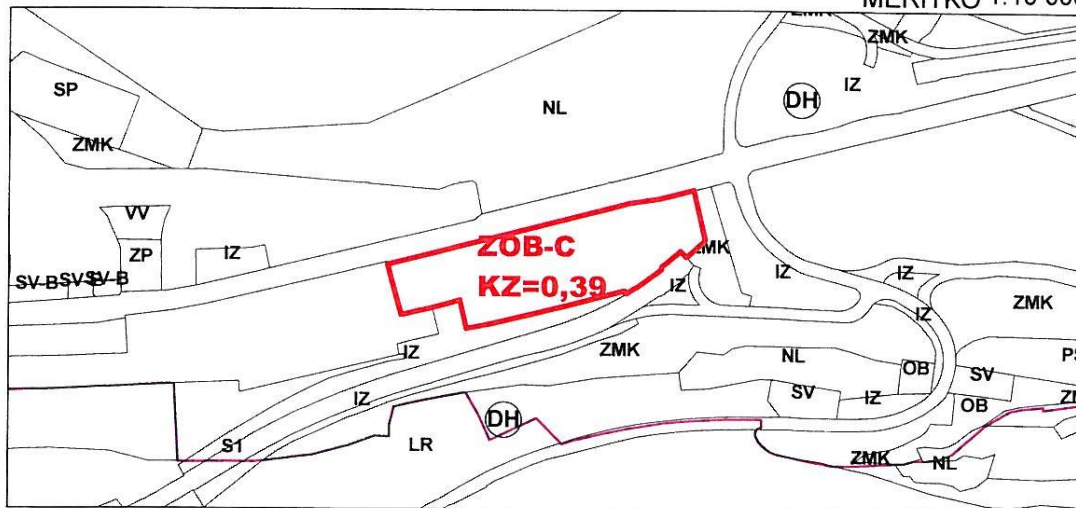 MĚŘÍTKO 1:10 000
ZMK
ZMK
SP
NL
DH
IZ
ZMK
VV
ZP
IZ
ZOB-C
ZMK
SV-B
SV-B
IZ
IZ
KZ=0,39
IZ
IZ
ZMK
IZ
ZMK
NL
OB
SV
IZ
SV
IZ
OB
DH
S1
LR
ZMK
NL